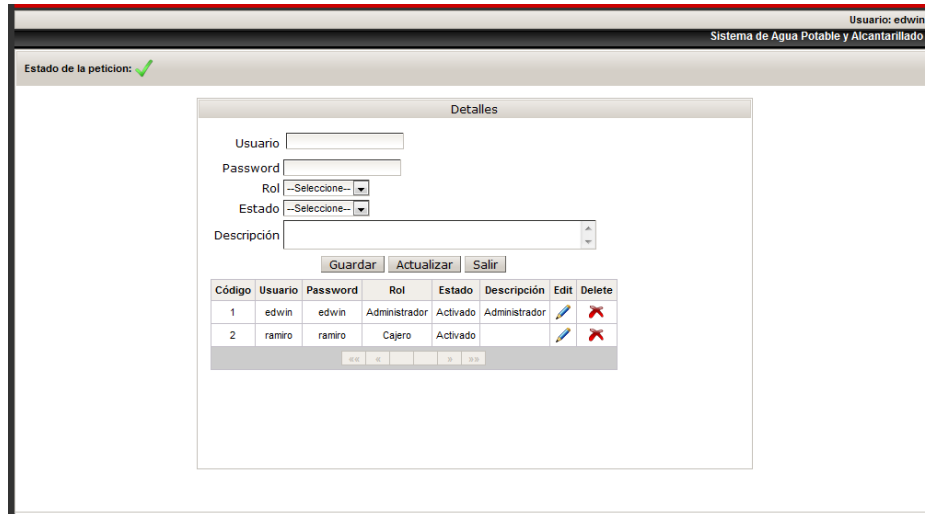 Usuario: edwin
Sistema de Agua Potable y Alcantarillado
Estado de la peticion:
Detalles
Usuario
Password
Rol --Seleccione--
Estado --Seleccione--
Descripción
Guardar Actualizar Salir
Código Usuario Password Rol Estado Descripción Edit Delete
1 edwin edwin Administrador Activado Administrador
2 ramiro ramiro Cajero Activado
«« « » »»